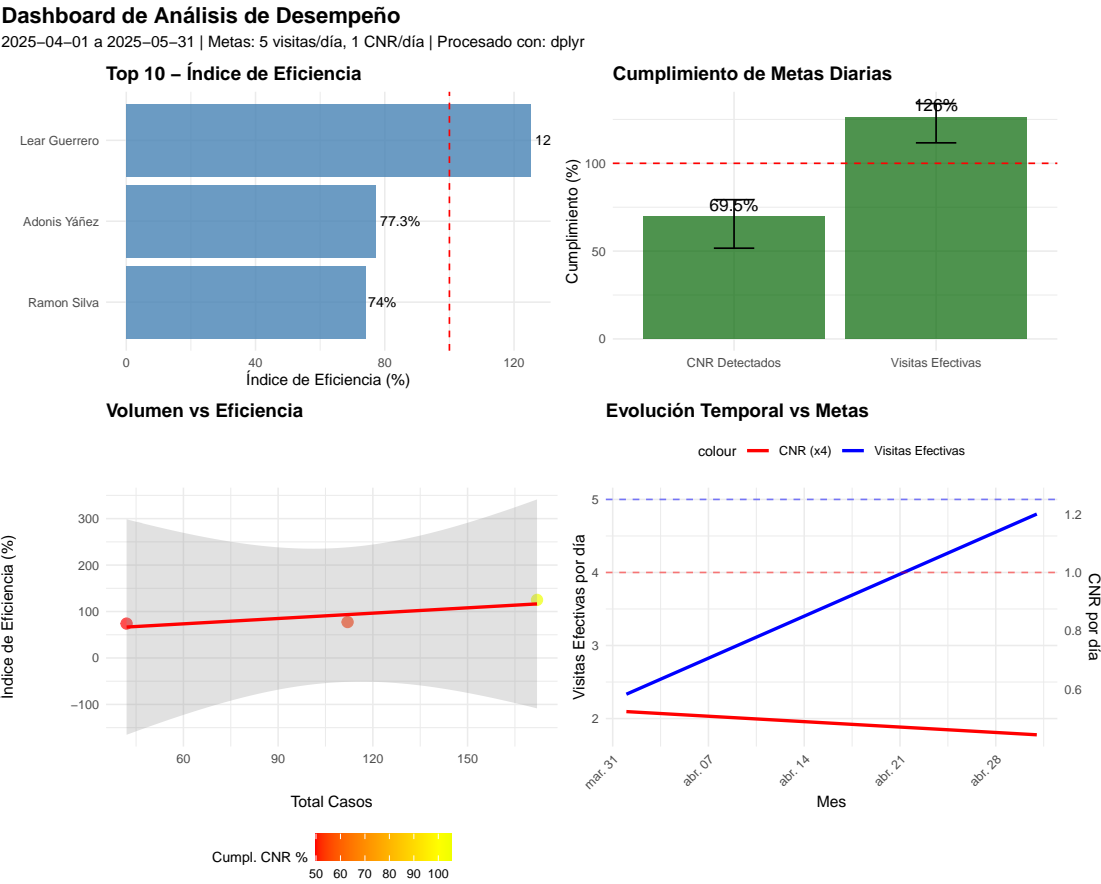 Dashboard de Análisis de Desempeño
2025−04−01 a 2025−05−31 | Metas: 5 visitas/día, 1 CNR/día | Procesado con: dplyr
Top 10 − Índice de Eficiencia
Lear Guerrero
12
Adonis Yáñez
77.3%
Ramon Silva
74%
0
40
80
120
Índice de Eficiencia (%)
Cumplimiento de Metas Diarias
Cumplimiento (%)
100
50
0
69.5%
126%
CNR Detectados
Visitas Efectivas
Volumen vs Eficiencia
Índice de Eficiencia (%)
300
200
100
0
−100
60
90
120
150
Total Casos
Cumpl. CNR %
50 60 70 80 90 100
Evolución Temporal vs Metas
colour CNR (x4) Visitas Efectivas
Visitas Efectivas por día
5
4
3
2
1.2
1.0
0.8
0.6
CNR por día
mar. 31
abr. 07
abr. 14
abr. 21
abr. 28
Mes